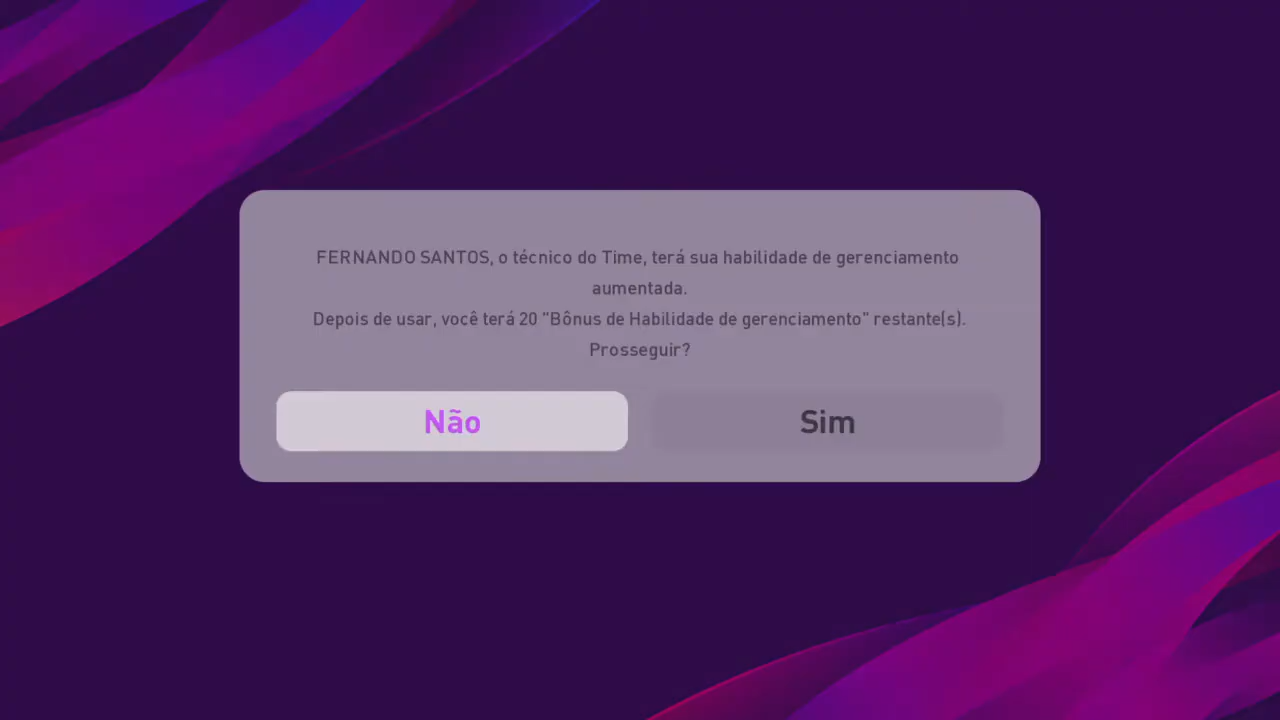 FERNANDO SANTOS, o técnico do Time, terá sua habilidade de gerenciamento
aumentada.
Depois de usar, você terá 20 "Bônus de Habilidade de gerenciamento" restante(s).
Prosseguir?
Não
Sim